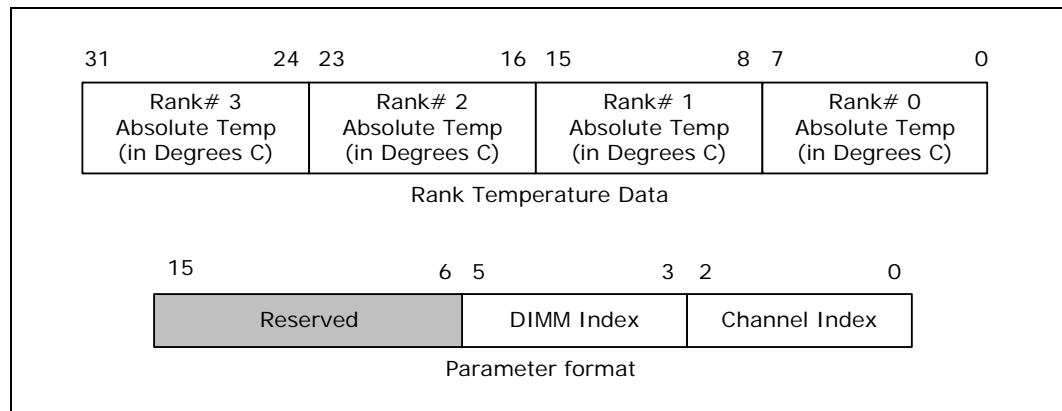 31 24 23 16 15 8 7 0
Rank# 3 Rank# 2 Rank# 1 Rank# 0
Absolute Temp Absolute Temp Absolute Temp Absolute Temp
(in Degrees C) (in Degrees C) (in Degrees C) (in Degrees C)
Rank Temperature Data
15 6 5 3 2 0
Reserved DIMM Index Channel Index
Parameter format